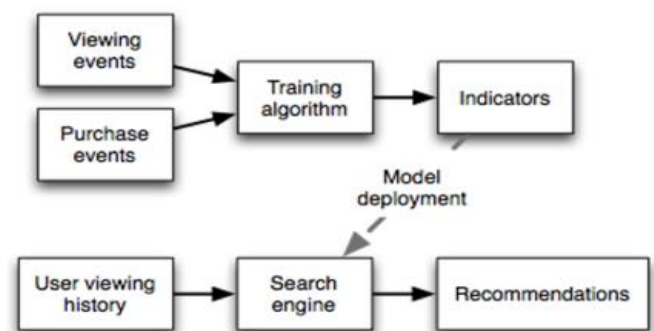 Viewing
events
Training
algorithm
Indicators
Purchase
events
Model
deployment
User viewing
history
Search
engine
Recommendations